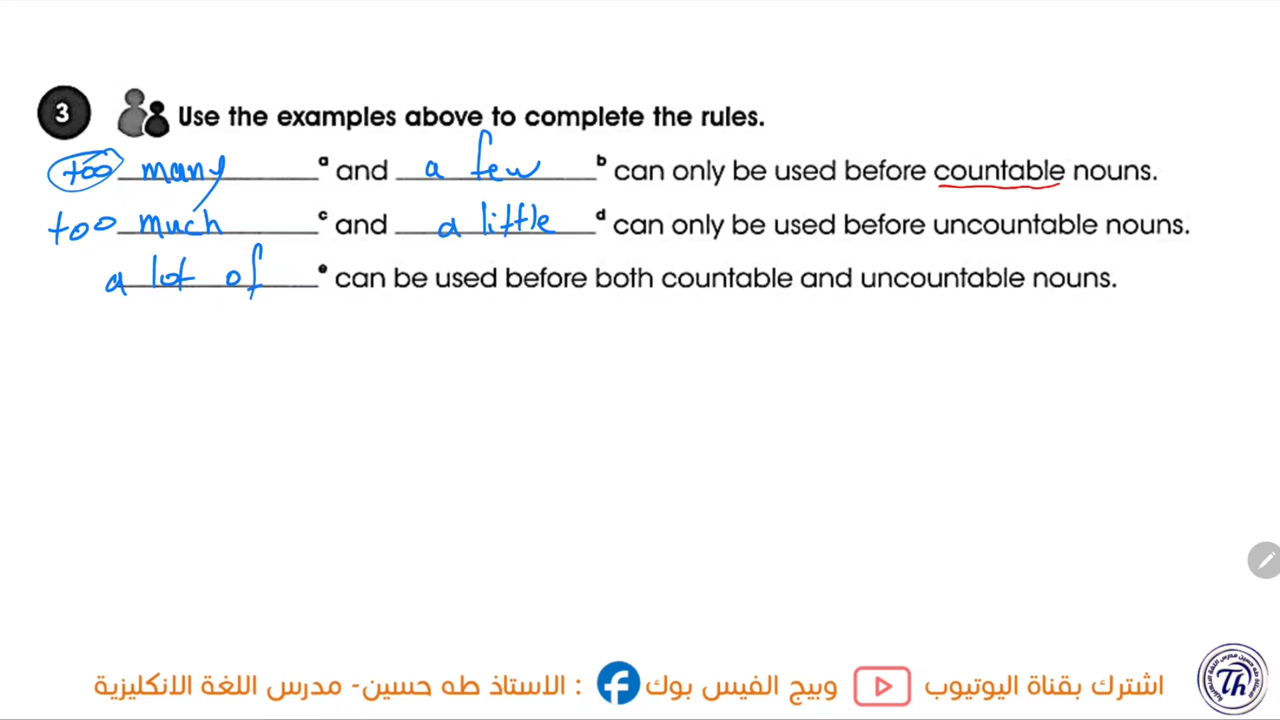 3 Use the examples above to complete the rules.
too many a and a few b can only be used before countable nouns.
too much c and a little d can only be used before uncountable nouns.
a lot of e can be used before both countable and uncountable nouns.
اشترك بقناة اليوتيوب وبيج الفيس بوك : الاستاذ طه حسين- مدرس اللغة الانكليزية
Th